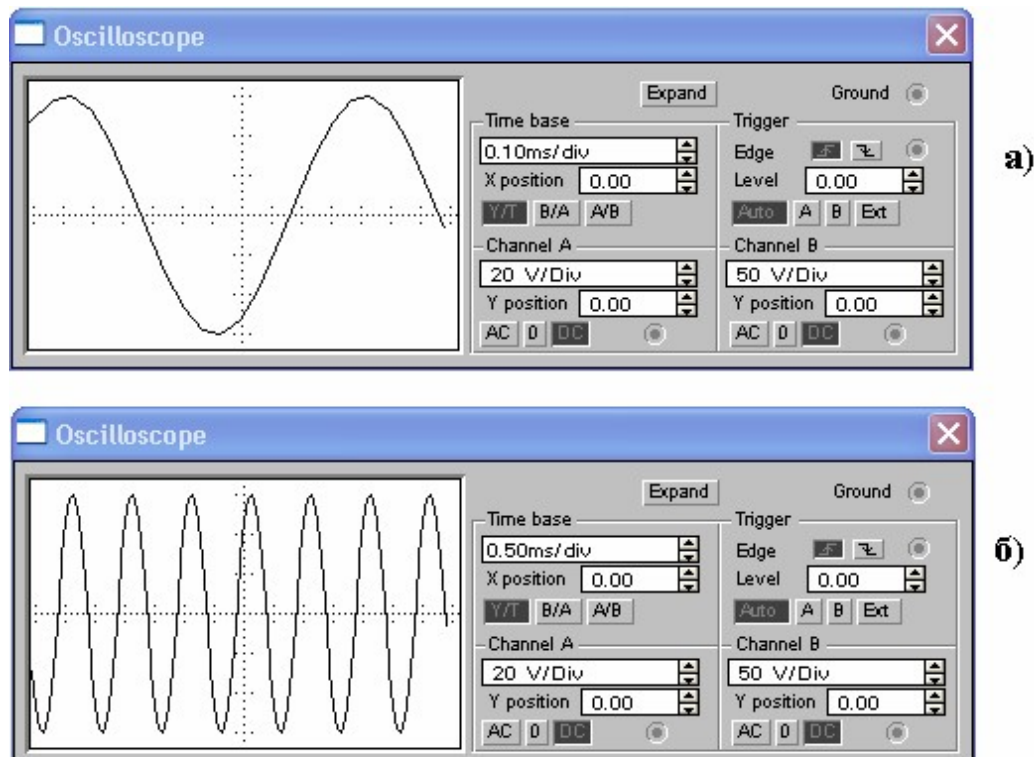 Oscilloscope
Expand Ground
Time base Trigger
0.10ms/div Edge
X position 0.00 Level 0.00
Y/T B/A A/B Auto A B Ext
Channel A Channel B
20 V/Div 50 V/Div
Y position 0.00 Y position 0.00
AC 0 DC AC 0 DC
а)
Oscilloscope
Expand Ground
Time base Trigger
0.50ms/div Edge
X position 0.00 Level 0.00
Y/T B/A A/B Auto A B Ext
Channel A Channel B
20 V/Div 50 V/Div
Y position 0.00 Y position 0.00
AC 0 DC AC 0 DC
б)